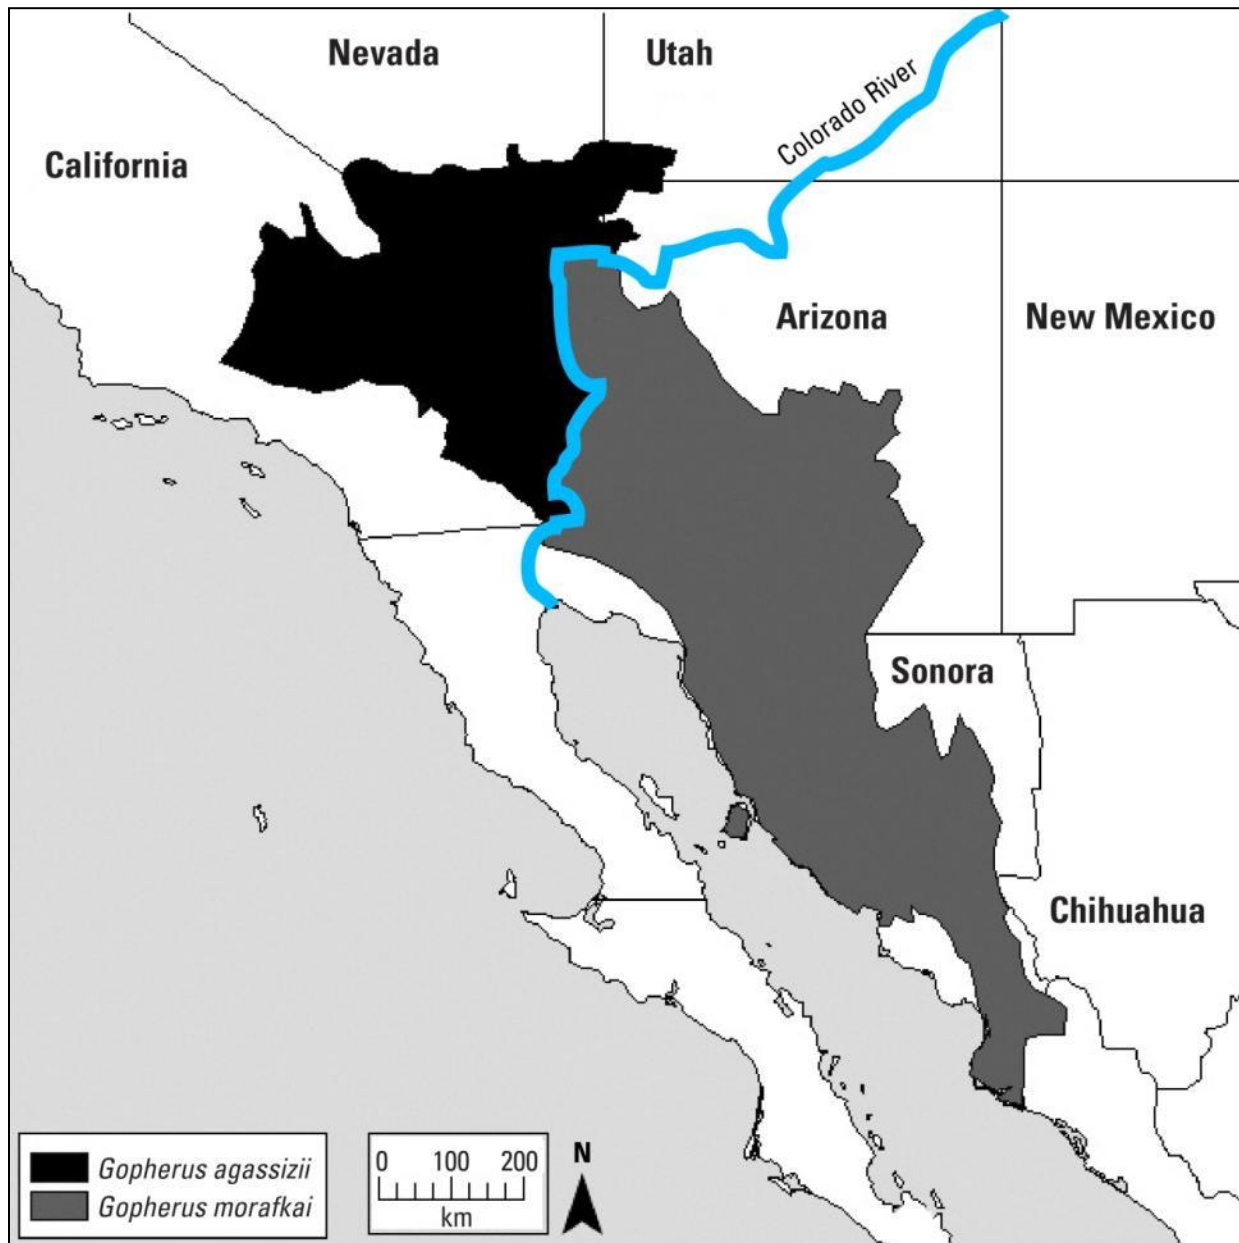 Nevada
Utah
Colorado River
California
Arizona
New Mexico
Sonora
Chihuahua
Gopherus agassizii
Gopherus morafkai
0 100 200
km
N